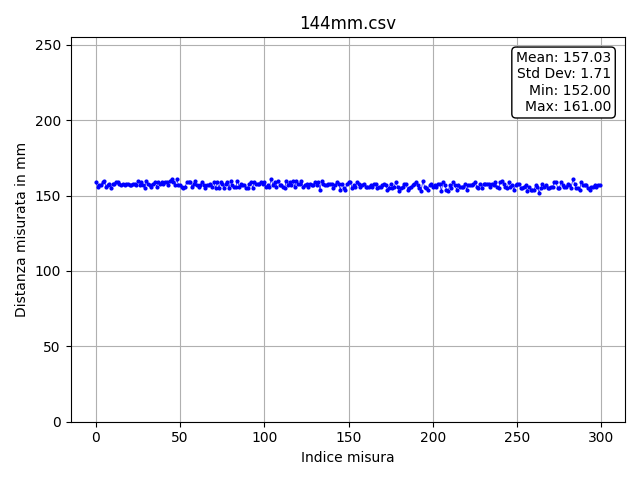 144mm.csv
Mean: 157.03
Std Dev: 1.71
Min: 152.00
Max: 161.00
Distanza misurata in mm
250
200
150
100
50
0
0 50 100 150 200 250 300
Indice misura